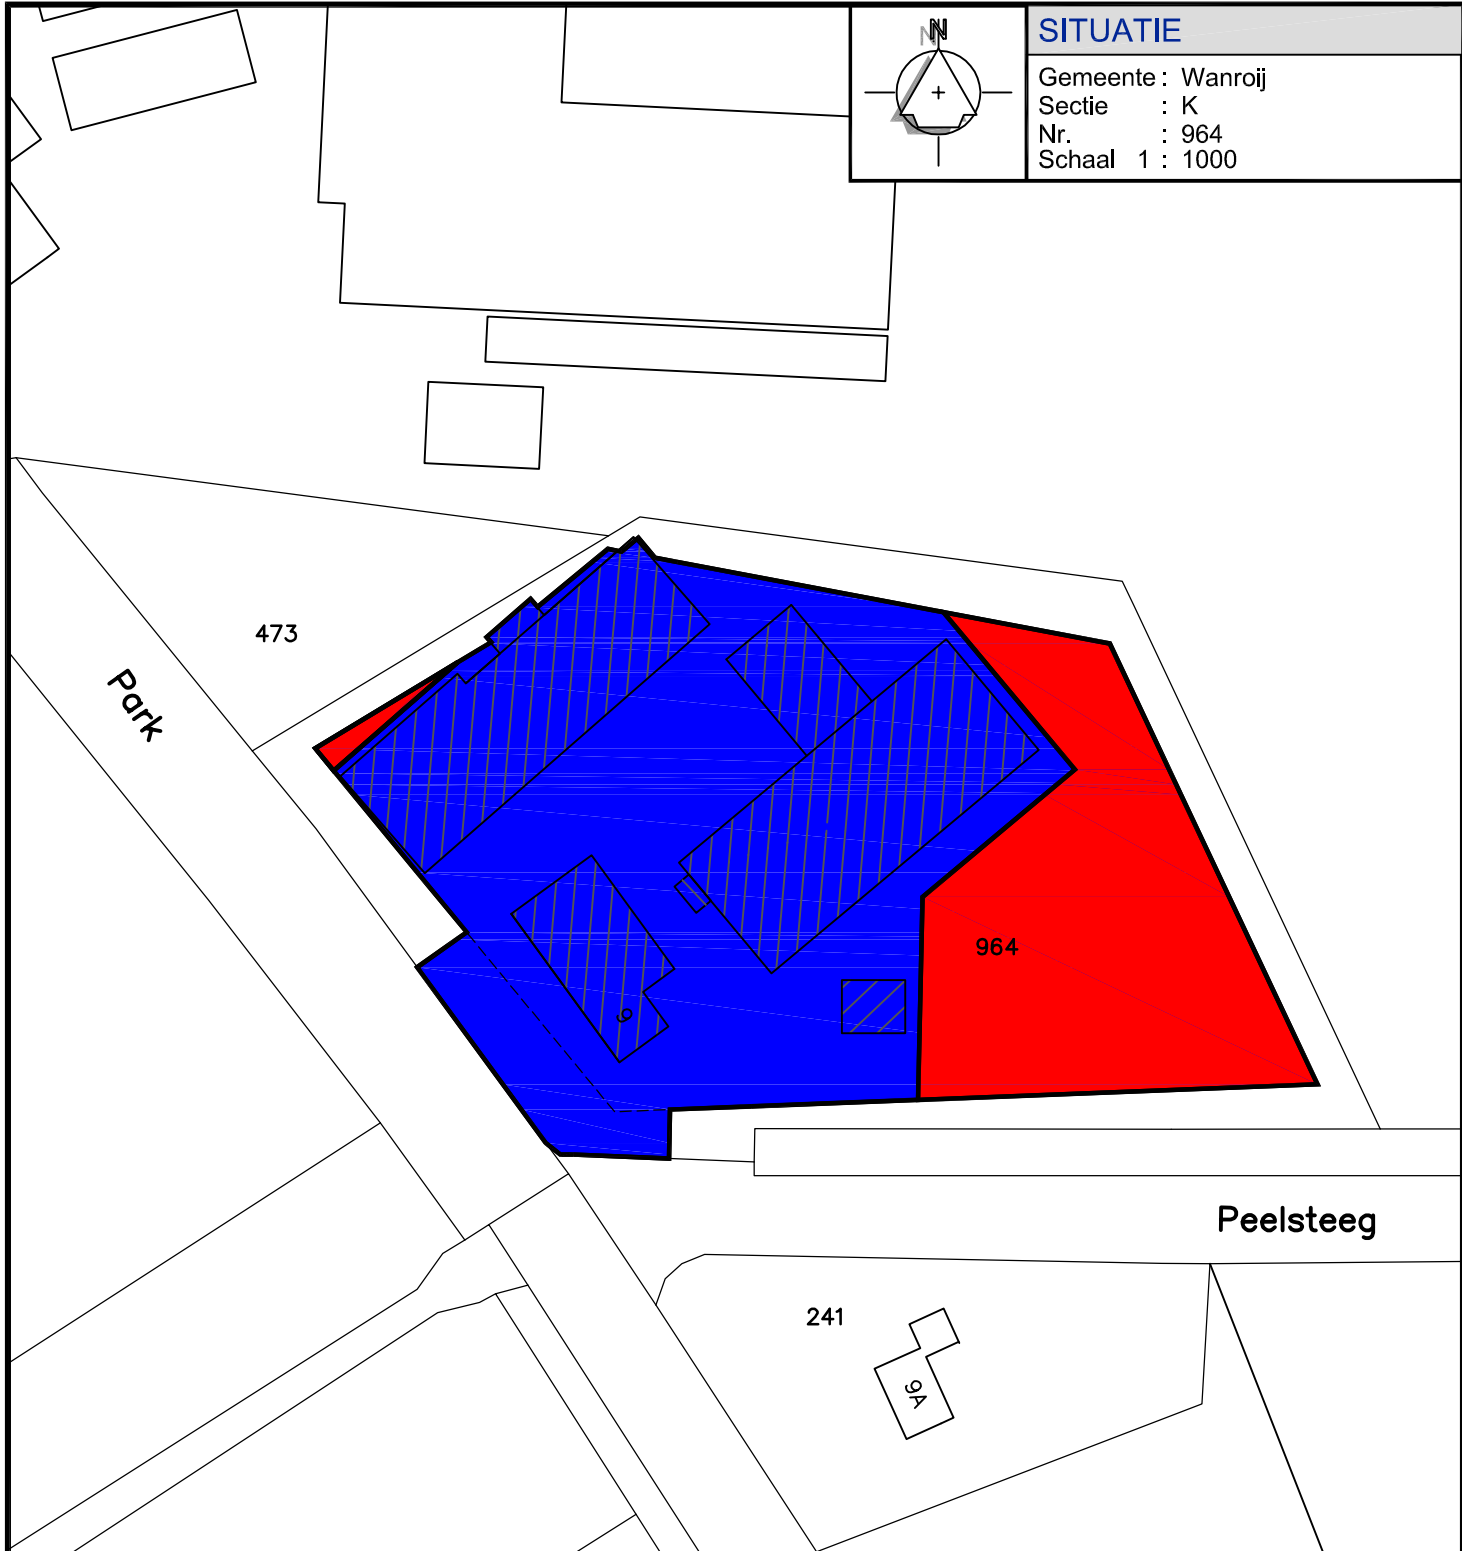 N N
SITUATIE
Gemeente : Wanroij
Sectie : K
Nr. : 964
Schaal 1 : 1000
473
Park
964
9
Peelsteeg
241
9A